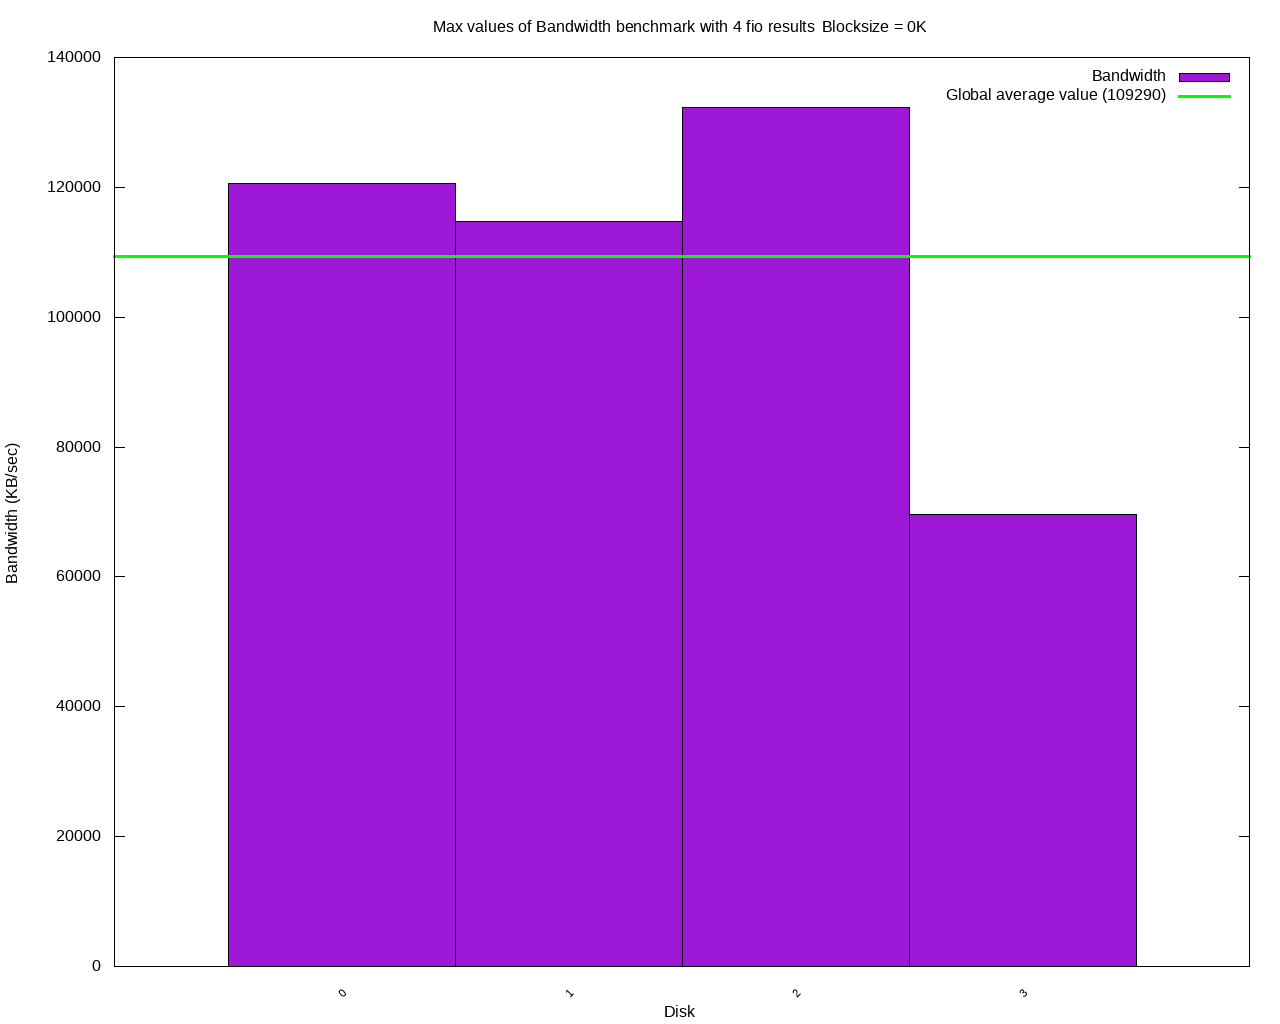 Max values of Bandwidth benchmark with 4 fio results Blocksize = 0K
140000
120000
100000
80000
60000
40000
20000
0
Bandwidth (KB/sec)
Bandwidth
Global average value (109290)
0
1
2
3
Disk